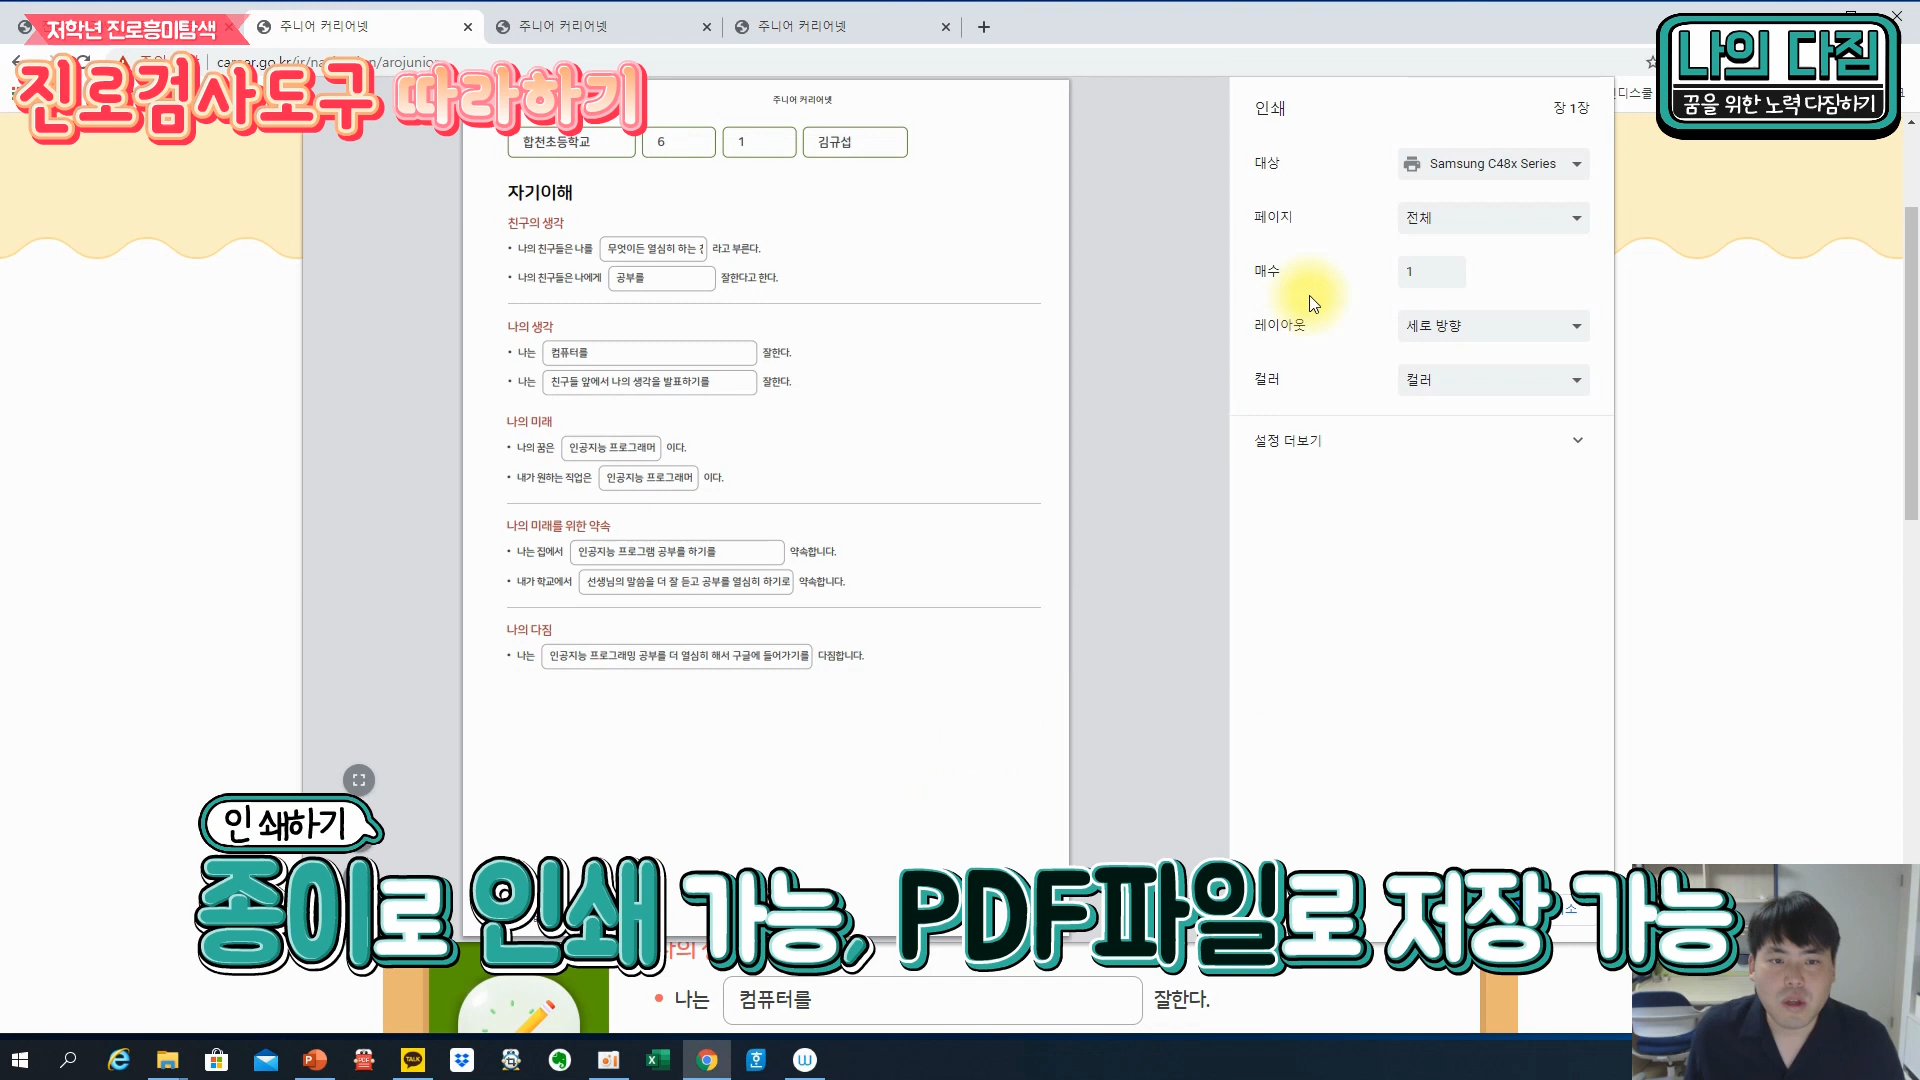 저학년 진로흥미탐색
진로검사도구 따라하기
주니어 커리어넷
주니어 커리어넷
주니어 커리어넷
career.go.kr/jr/
나의 다짐
꿈을 위한 노력 다짐하기
주니어 커리어넷
합천초등학교 6 1 김규섭
자기이해
친구의 생각
• 나의 친구들은 나를 무엇이든 열심히 하는 라고 부른다.
• 나의 친구들은 나에게 공부를 잘한다고 한다.
나의 생각
• 나는 컴퓨터를 잘한다.
• 나는 친구들 앞에서 나의 생각을 발표하기를 잘한다.
나의 미래
• 나의 꿈은 인공지능 프로그래머 이다.
• 내가 원하는 직업은 인공지능 프로그래머 이다.
나의 미래를 위한 약속
• 나는 집에서 인공지능 프로그램 공부를 하기를 약속합니다.
• 내가 학교에서 선생님의 말씀을 더 잘 듣고 공부를 열심히 하기로 약속합니다.
나의 다짐
• 나는 인공지능 프로그래밍 공부를 더 열심히 해서 구글에 들어가기를 다짐합니다.
인쇄 장 1장
대상 Samsung C48x Series
페이지 전체
매수 1
레이아웃 세로 방향
컬러 컬러
설정 더보기
인쇄하기
종이로 인쇄 가능, PDF파일로 저장 가능
• 나는 컴퓨터를 잘한다.